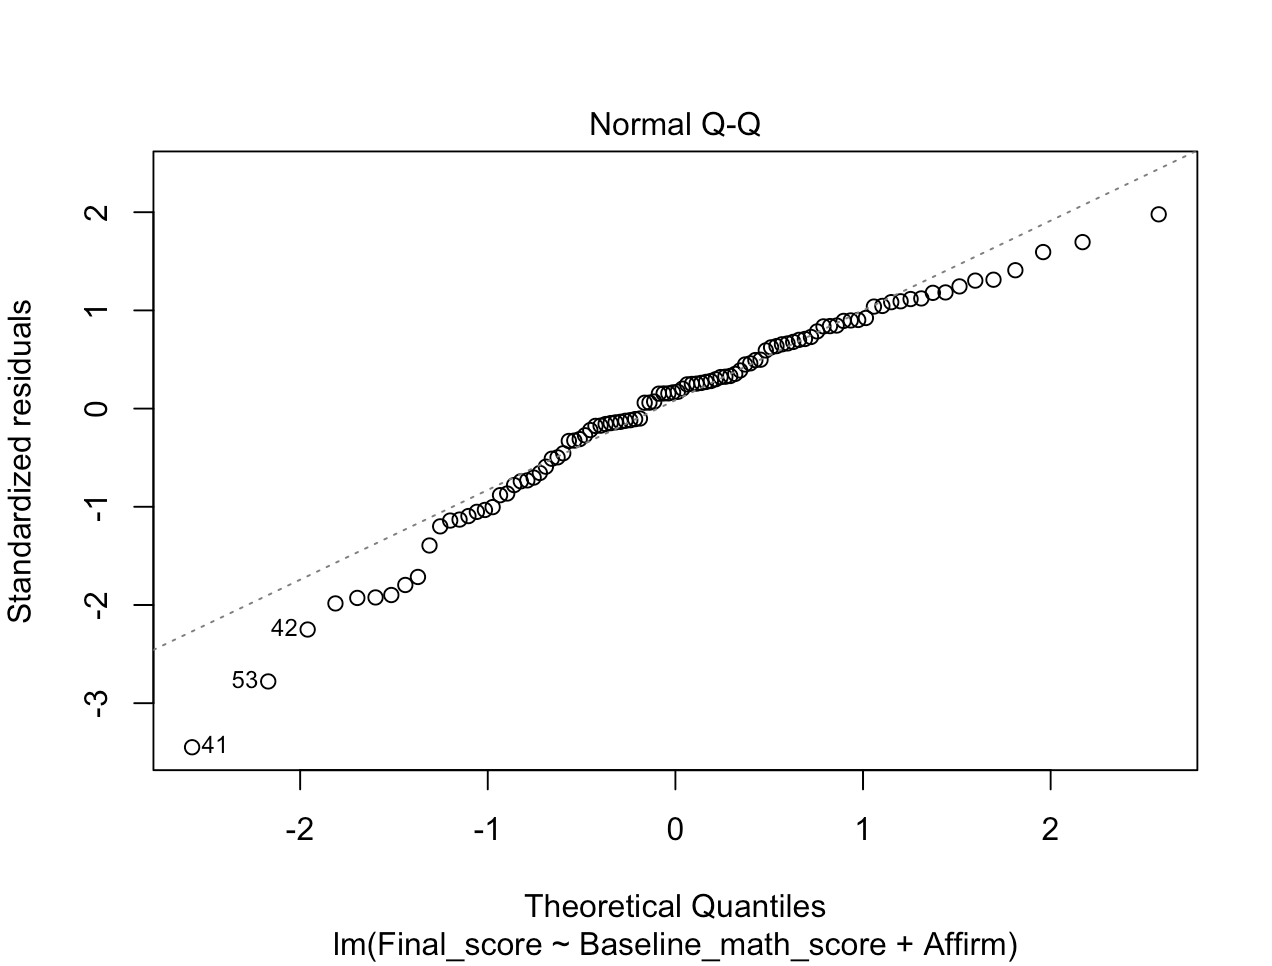 Normal Q-Q
Standardized residuals
2
1
0
-1
-2
-3
42
53
41
-2 -1 0 1 2
Theoretical Quantiles
lm(Final_score ~ Baseline_math_score + Affirm)